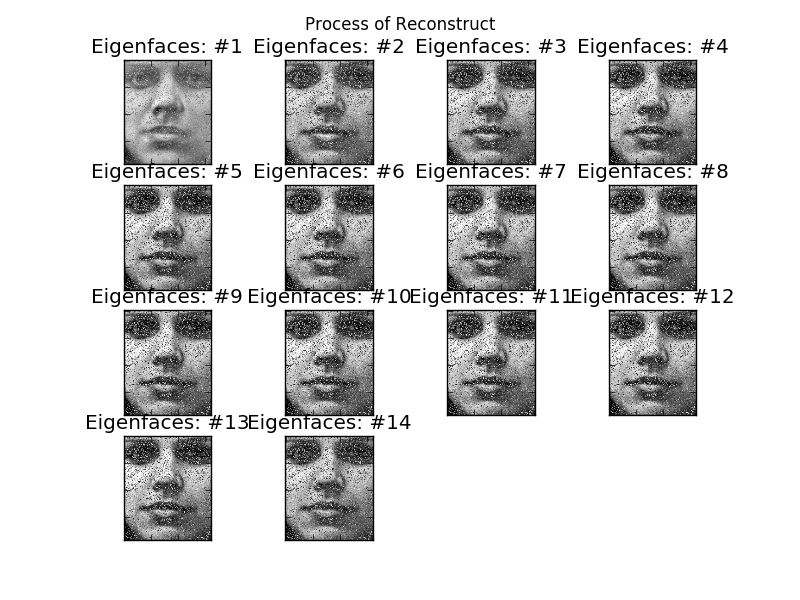 Process of Reconstruct
Eigenfaces: #1 Eigenfaces: #2 Eigenfaces: #3 Eigenfaces: #4
Eigenfaces: #5 Eigenfaces: #6 Eigenfaces: #7 Eigenfaces: #8
Eigenfaces: #9 Eigenfaces: #10 Eigenfaces: #11 Eigenfaces: #12
Eigenfaces: #13 Eigenfaces: #14